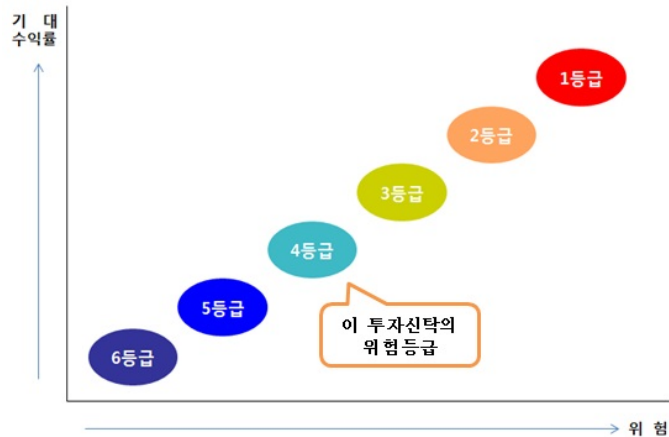 기 대
수익률
1등급
2등급
3등급
4등급
5등급
이 투자신탁의
위험등급
6등급
위 험